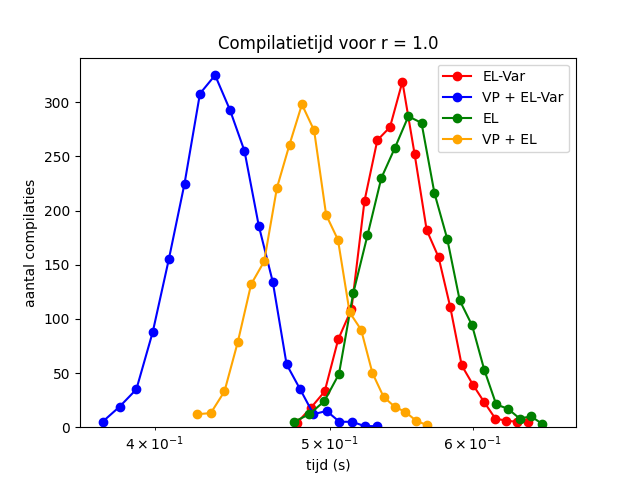 Compilatietijd voor r = 1.0
EL-Var
VP + EL-Var
EL
VP + EL
aantal compilaties
300
250
200
150
100
50
0
4 × 10⁻¹
5 × 10⁻¹
6 × 10⁻¹
tijd (s)